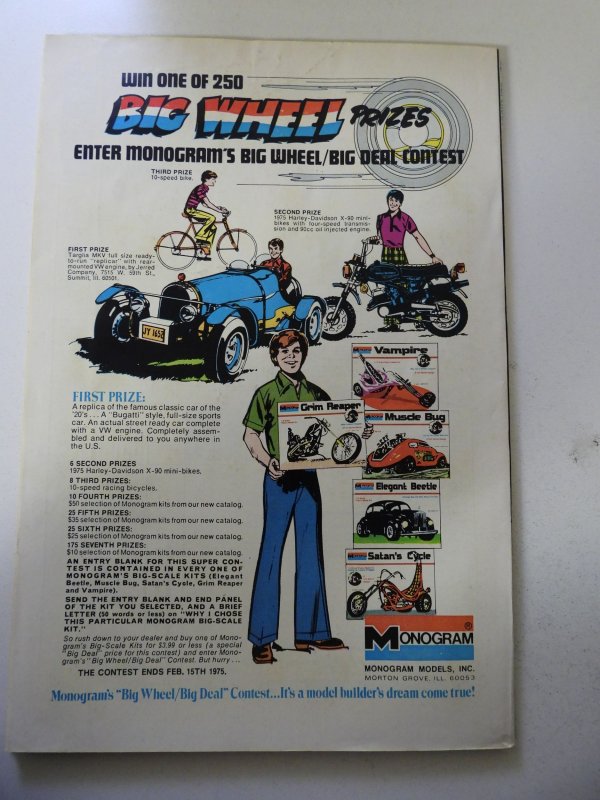 WIN ONE OF 250
BIG WHEEL PRIZES
ENTER MONOGRAM'S BIG WHEEL/BIG DEAL CONTEST
THIRD PRIZE
10-speed bike.
SECOND PRIZE
1975 Harley-Davidson X-90 mini-
bikes with four-speed transmis-
sion and 90cc oil injected engine.
FIRST PRIZE
Targa MKV full size ready-
to-run "replicar" with rear-
mounted VW engine, by Jerred
Company, 7515 W. 59th St.,
Summit, Ill. 60501.
JY 1652
FIRST PRIZE:
A replica of the famous classic car of the
'20's . . . A "Bugatti" style, full-size sports
car. An actual street ready car complete
with a VW engine. Completely assem-
bled and delivered to you anywhere in
the U.S.
6 SECOND PRIZES
1975 Harley-Davidson X-90 mini-bikes.
8 THIRD PRIZES:
10-speed racing bicycles.
10 FOURTH PRIZES:
$50 selection of Monogram kits from our new catalog.
25 FIFTH PRIZES:
$35 selection of Monogram kits from our new catalog.
25 SIXTH PRIZES:
$25 selection of Monogram kits from our new catalog.
175 SEVENTH PRIZES:
$10 selection of Monogram kits from our new catalog.
AN ENTRY BLANK FOR THIS SUPER CON-
TEST IS CONTAINED IN EVERY ONE OF
MONOGRAM'S BIG-SCALE KITS (Elegant
Beetle, Muscle Bug, Satan's Cycle, Grim Reaper
and Vampire).
SEND THE ENTRY BLANK AND END PANEL
OF THE KIT YOU SELECTED, AND A BRIEF
LETTER (50 words or less) on "WHY I CHOSE
THIS PARTICULAR MONOGRAM BIG-SCALE
KIT."
So rush down to your dealer and buy one of Mono-
gram's Big-Scale Kits for $3.99 or less (a special
"Big Deal" price for this contest) and enter Mono-
gram's "Big Wheel/Big Deal" Contest. But hurry . . .
THE CONTEST ENDS FEB. 15TH 1975.
Vampire
Grim Reaper
Muscle Bug
Elegant Beetle
Satan's Cycle
MONOGRAM®
MONOGRAM MODELS, INC.
MORTON GROVE, ILL. 60053
Monogram's "Big Wheel/Big Deal" Contest...It's a model builder's dream come true!